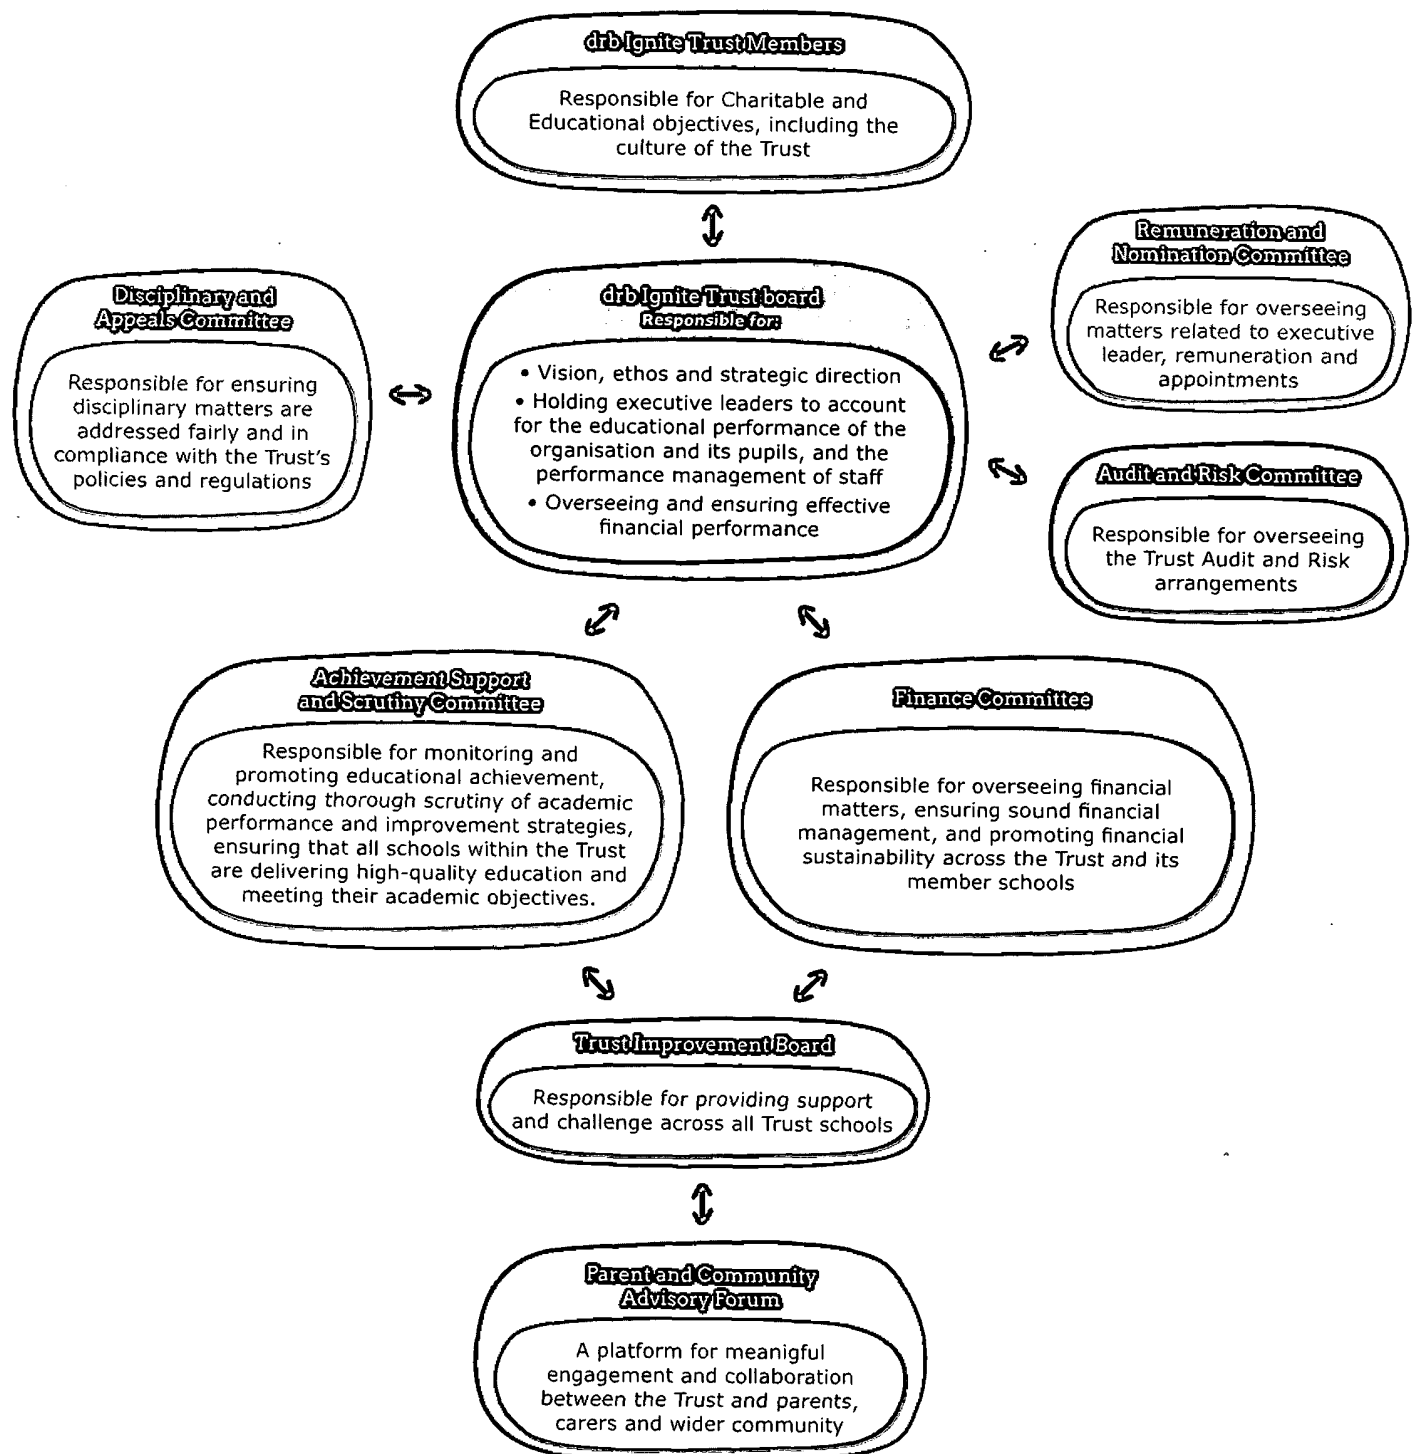 drb Ignite Trust Members
Responsible for Charitable and
Educational objectives, including the
culture of the Trust
Remuneration and
Nomination Committee
Responsible for overseeing
matters related to executive
leader, remuneration and
appointments
Disciplinary and
Appeals Committee
Responsible for ensuring
disciplinary matters are
addressed fairly and in
compliance with the Trust's
policies and regulations
drb Ignite Trust board
Responsible for:
• Vision, ethos and strategic direction
• Holding executive leaders to account
for the educational performance of the
organisation and its pupils, and the
performance management of staff
• Overseeing and ensuring effective
financial performance
Audit and Risk Committee
Responsible for overseeing
the Trust Audit and Risk
arrangements
Achievement Support
and Scrutiny Committee
Responsible for monitoring and
promoting educational achievement,
conducting thorough scrutiny of academic
performance and improvement strategies,
ensuring that all schools within the Trust
are delivering high-quality education and
meeting their academic objectives.
Finance Committee
Responsible for overseeing financial
matters, ensuring sound financial
management, and promoting financial
sustainability across the Trust and its
member schools
Trust Improvement Board
Responsible for providing support
and challenge across all Trust schools
Parent and Community
Advisory Forum
A platform for meanigful
engagement and collaboration
between the Trust and parents,
carers and wider community